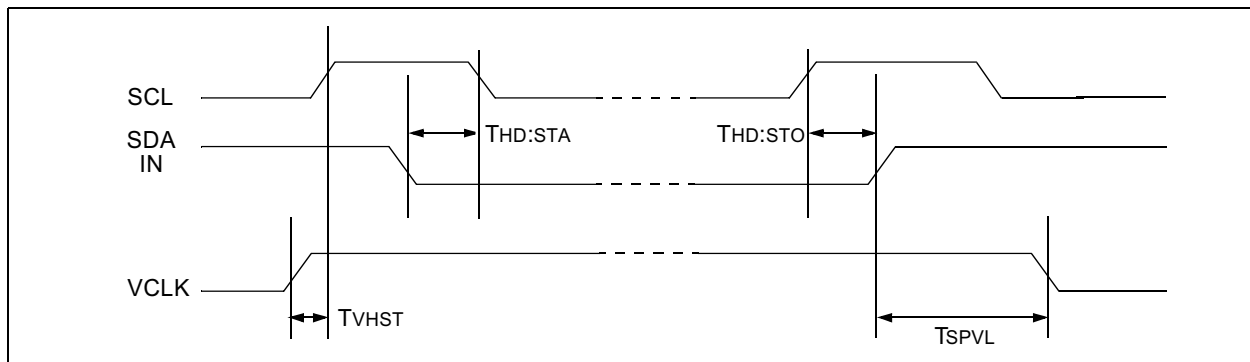 SCL
SDA
IN
THD:STA
THD:STO
VCLK
TVHST
TSPVL